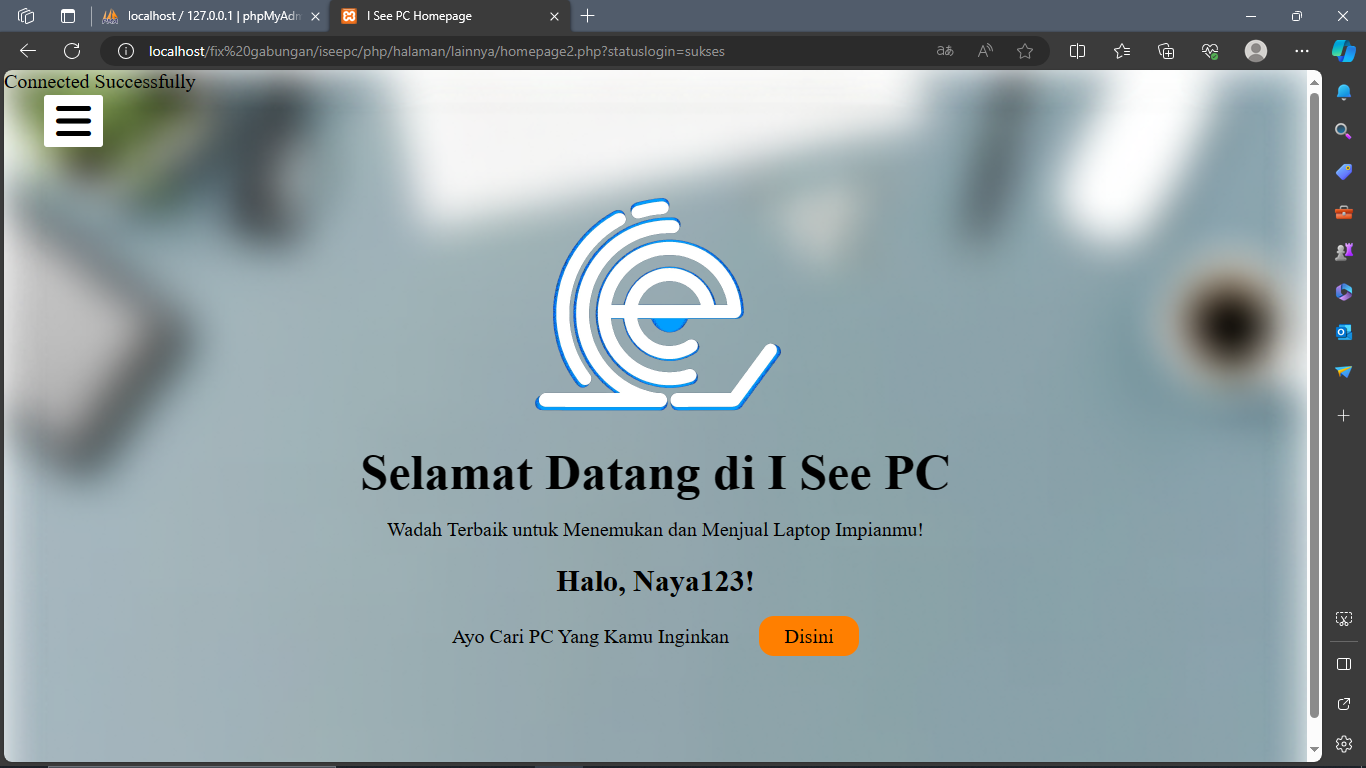 localhost / 127.0.0.1 | phpMyAdm
I See PC Homepage
localhost/fix%20gabungan/iseepc/php/halaman/lainnya/homepage2.php?statuslogin=sukses
Connected Successfully
Selamat Datang di I See PC
Wadah Terbaik untuk Menemukan dan Menjual Laptop Impianmu!
Halo, Naya123!
Ayo Cari PC Yang Kamu Inginkan Disini